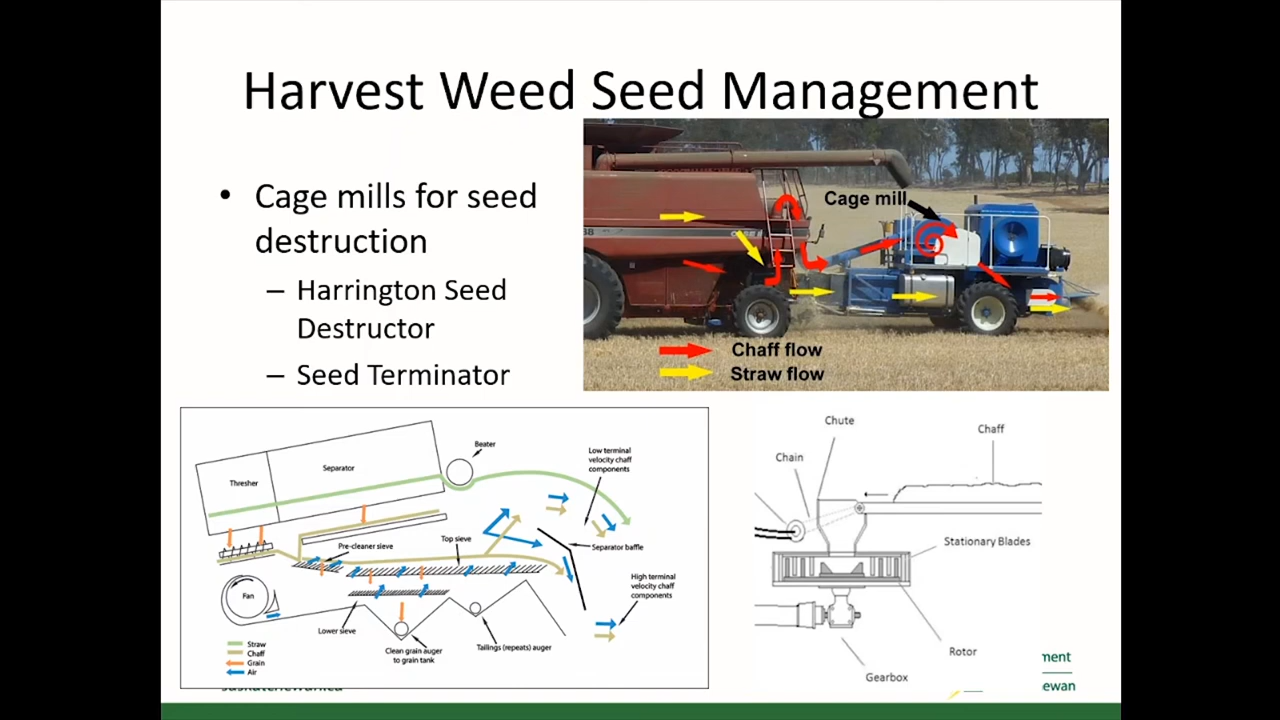 Harvest Weed Seed Management
• Cage mills for seed
destruction
– Harrington Seed
Destructor
– Seed Terminator
Cage mill
Chaff flow
Straw flow
Thresher
Separator
Beater
Low terminal
velocity chaff
components
Pre-cleaner sieve
Top sieve
Separator baffle
Fan
High terminal
velocity chaff
components
Lower sieve
Clean grain auger
to grain tank
Tailings (repeats) auger
Straw
Chaff
Grain
Air
Chute
Chaff
Chain
Stationary Blades
Rotor
Gearbox
ment
ewan
saskatchewan.ca